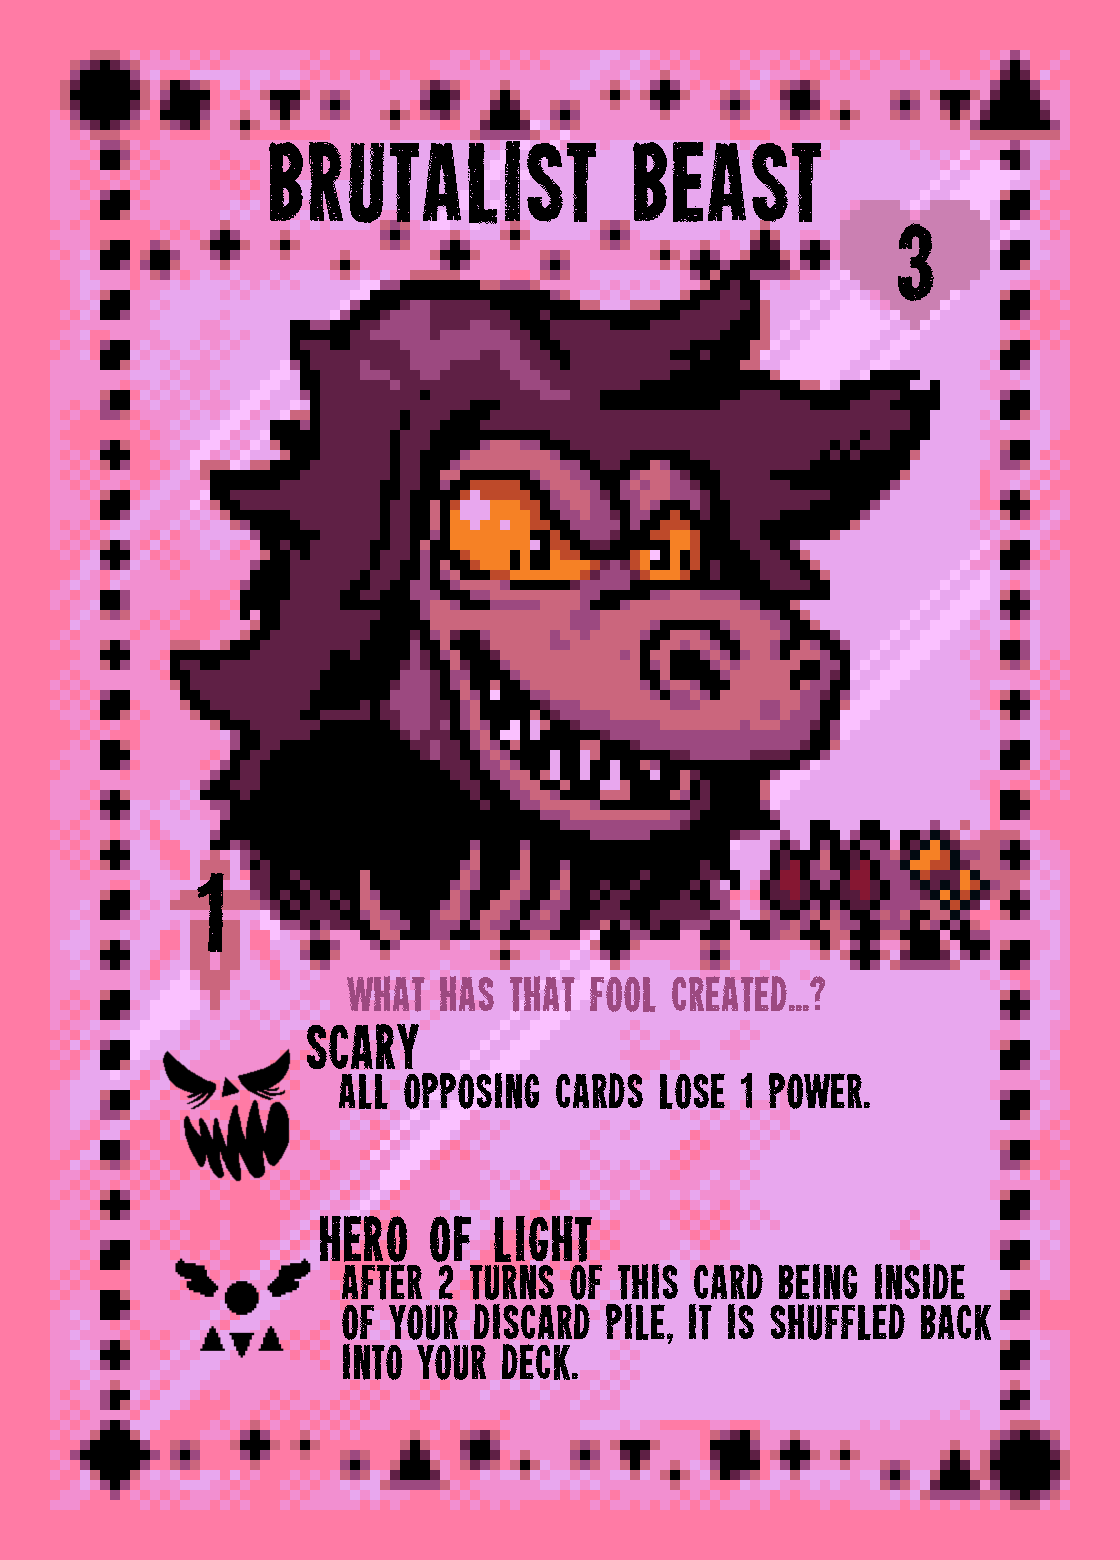 BRUTALIST BEAST
3
1
WHAT HAS THAT FOOL CREATED...?
SCARY
ALL OPPOSING CARDS LOSE 1 POWER.
HERO OF LIGHT
AFTER 2 TURNS OF THIS CARD BEING INSIDE
OF YOUR DISCARD PILE, IT IS SHUFFLED BACK
INTO YOUR DECK.